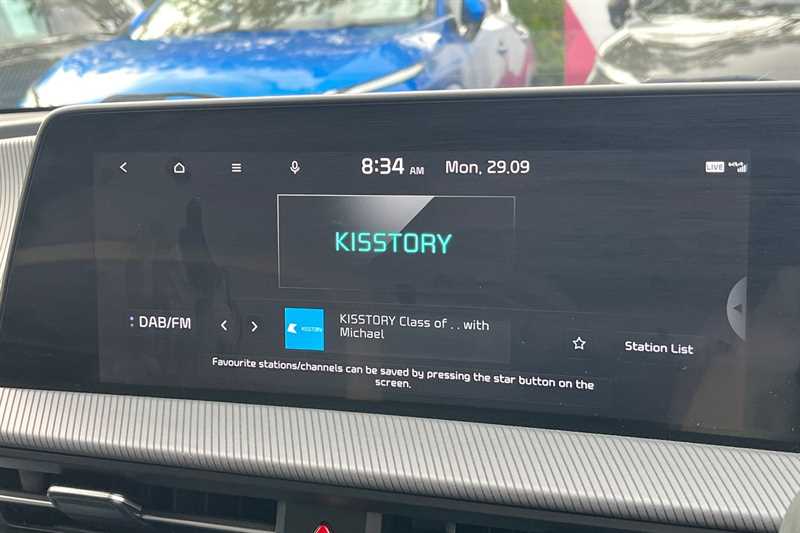 8:34 AM Mon, 29.09
LIVE
KISSTORY
DAB/FM
KISSTORY
KISSTORY Class of . . with
Michael
Station List
Favourite stations/channels can be saved by pressing the star button on the
screen.